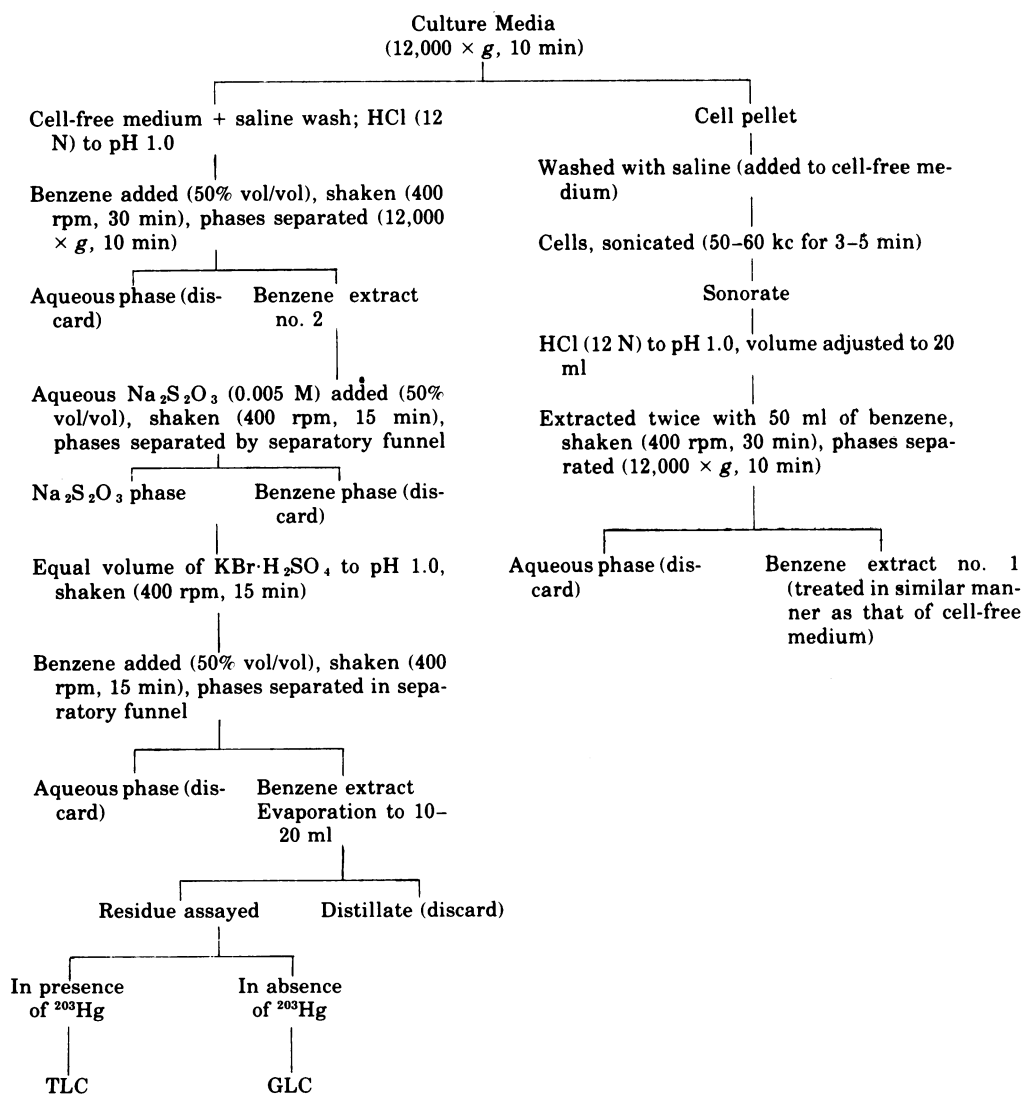 Culture Media
(12,000 × g, 10 min)
Cell-free medium + saline wash; HCl (12
N) to pH 1.0
Benzene added (50% vol/vol), shaken (400
rpm, 30 min), phases separated (12,000
× g, 10 min)
Aqueous phase (dis-
card)
Benzene extract
no. 2
Aqueous Na₂S₂O₃ (0.005 M) added (50%
vol/vol), shaken (400 rpm, 15 min),
phases separated by separatory funnel
Na₂S₂O₃ phase
Benzene phase (dis-
card)
Equal volume of KBr·H₂SO₄ to pH 1.0,
shaken (400 rpm, 15 min)
Benzene added (50% vol/vol), shaken (400
rpm, 15 min), phases separated in sepa-
ratory funnel
Aqueous phase (dis-
card)
Benzene extract
Evaporation to 10–
20 ml
Residue assayed
Distillate (discard)
In presence
of ²⁰³Hg
In absence
of ²⁰³Hg
TLC
GLC
Cell pellet
Washed with saline (added to cell-free me-
dium)
Cells, sonicated (50–60 kc for 3–5 min)
Sonorate
HCl (12 N) to pH 1.0, volume adjusted to 20
ml
Extracted twice with 50 ml of benzene,
shaken (400 rpm, 30 min), phases sepa-
rated (12,000 × g, 10 min)
Aqueous phase (dis-
card)
Benzene extract no. 1
(treated in similar man-
ner as that of cell-free
medium)